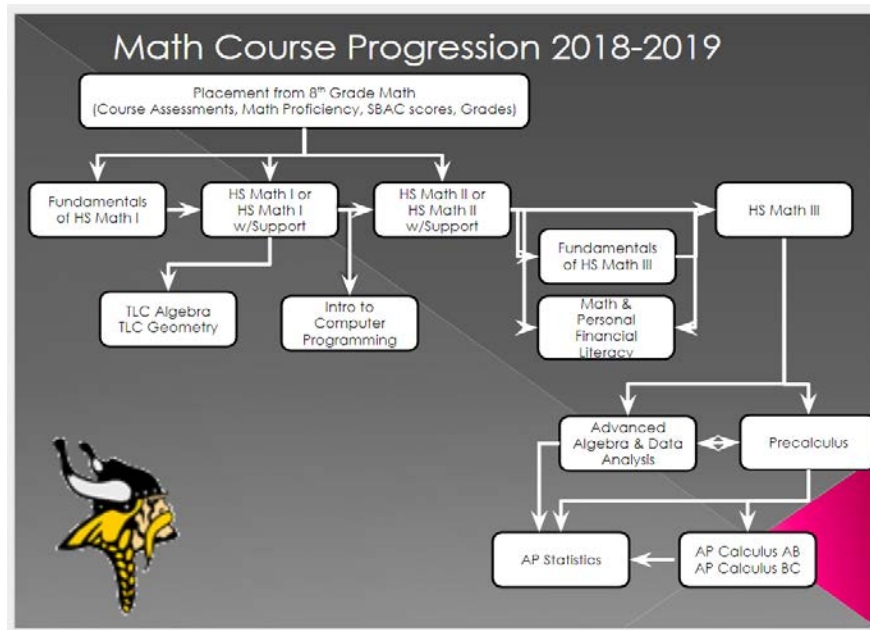 Math Course Progression 2018-2019
Placement from 8th Grade Math
(Course Assessments, Math Proficiency, SBAC scores, Grades)
Fundamentals
of HS Math I
HS Math I or
HS Math I
w/Support
HS Math II or
HS Math II
w/Support
HS Math III
Fundamentals
of HS Math III
TLC Algebra
TLC Geometry
Intro to
Computer
Programming
Math &
Personal
Financial
Literacy
Advanced
Algebra & Data
Analysis
Precalculus
AP Statistics
AP Calculus AB
AP Calculus BC